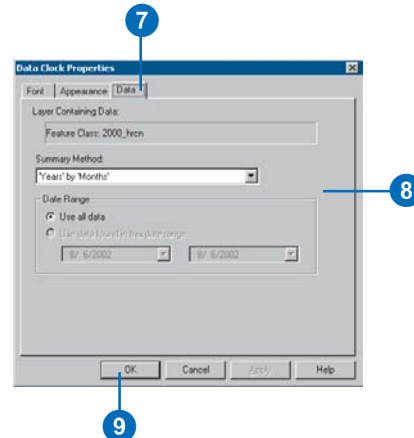 7
Data Clock Properties
Font Appearance Data
Layer Containing Data:
Feature Class: 2000_hrcn
Summary Method:
'Years' by 'Months'
8
Date Range
Use all data
Use data found in this date range
8/ 6/2002 8/ 6/2002
OK Cancel Apply Help
9